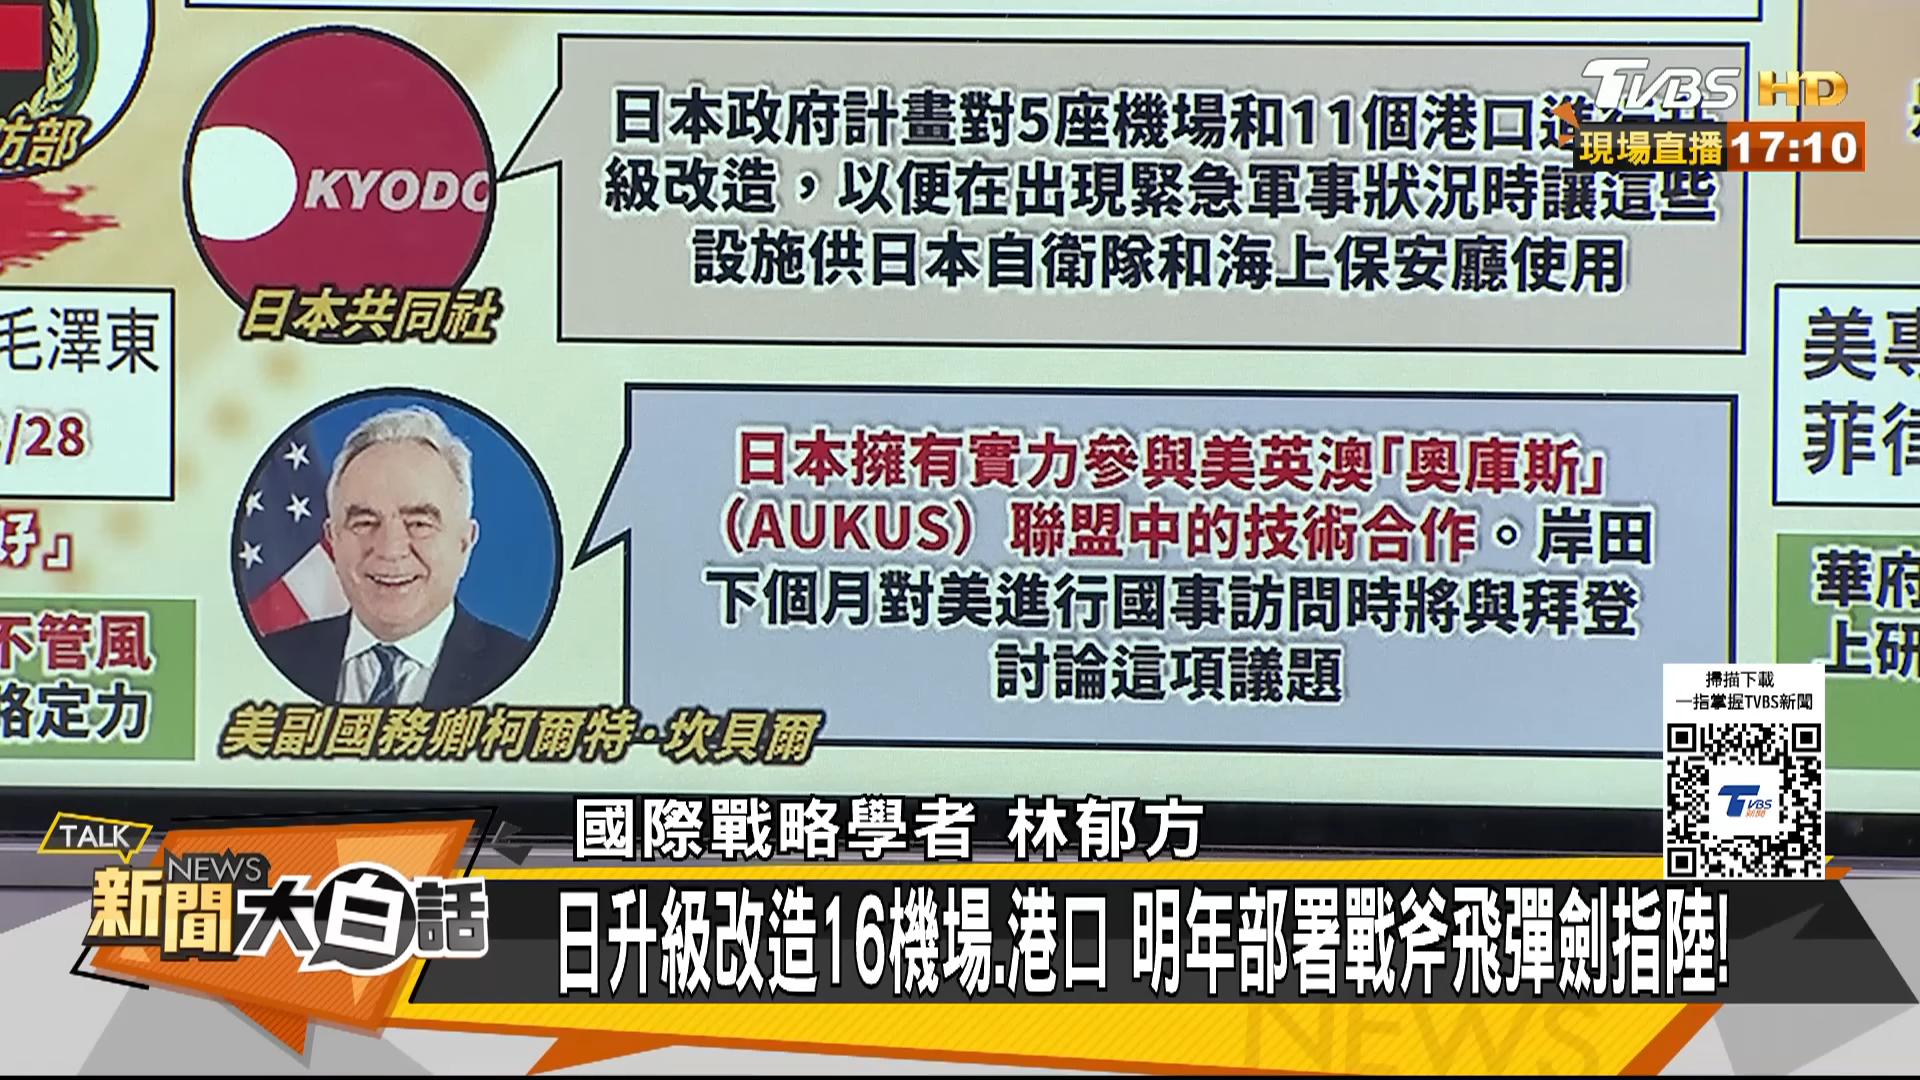 TVBS HD
現場直播 17:10
防部
毛澤東
/28
好」
不管風
略定力
KYODO
日本共同社
日本政府計畫對5座機場和11個港口進行升
級改造，以便在出現緊急軍事狀況時讓這些
設施供日本自衛隊和海上保安廳使用
日本擁有實力參與美英澳「奧庫斯」
（AUKUS）聯盟中的技術合作。岸田
下個月對美進行國事訪問時將與拜登
討論這項議題
美副國務卿柯爾特·坎貝爾
美專
菲律
華府
上研
掃描下載
一指掌握TVBS新聞
TVBS
新聞
國際戰略學者 林郁方
TALK
NEWS
新聞大白話
日升級改造16機場.港口 明年部署戰斧飛彈劍指陸!
NEWS